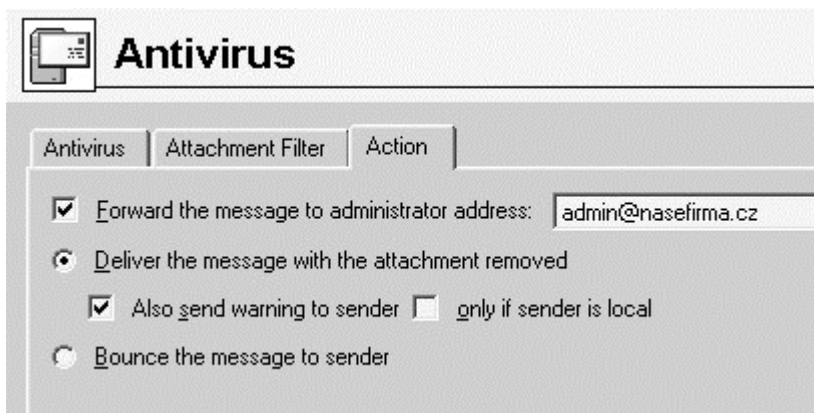 Antivirus
Antivirus Attachment Filter Action
Forward the message to administrator address: admin@nasefirma.cz
Deliver the message with the attachment removed
Also send warning to sender only if sender is local
Bounce the message to sender